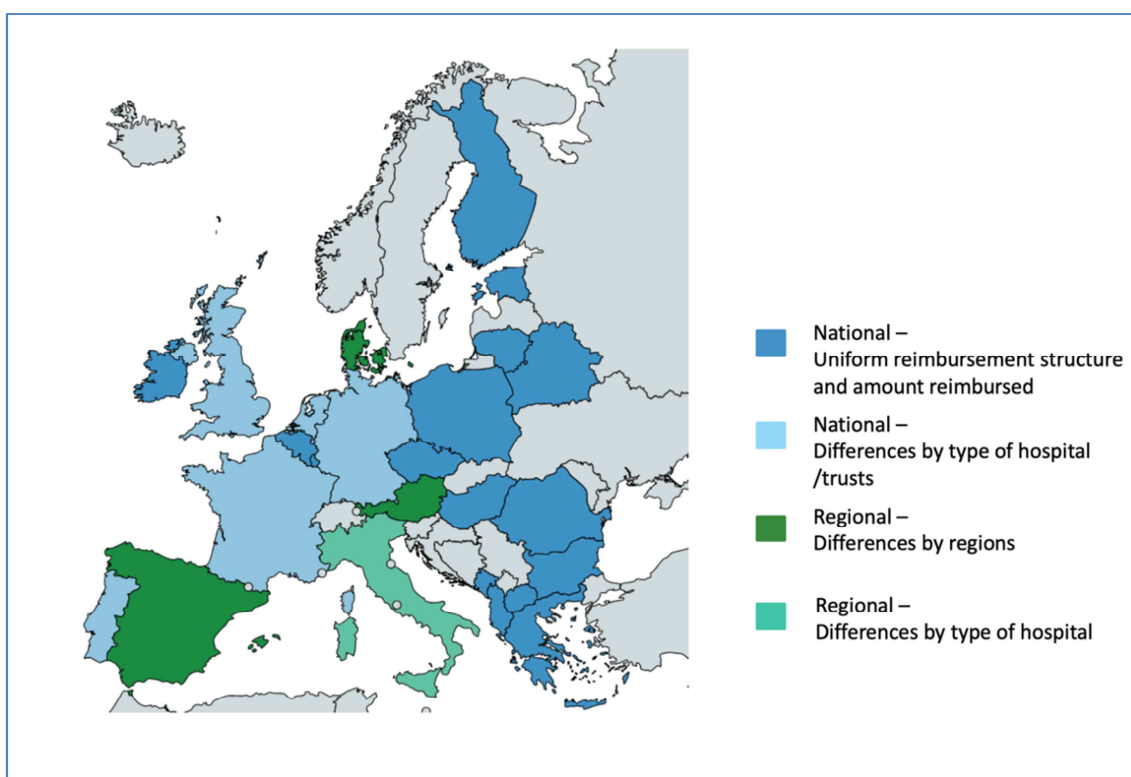 National –
Uniform reimbursement structure
and amount reimbursed
National –
Differences by type of hospital
/trusts
Regional –
Differences by regions
Regional –
Differences by type of hospital